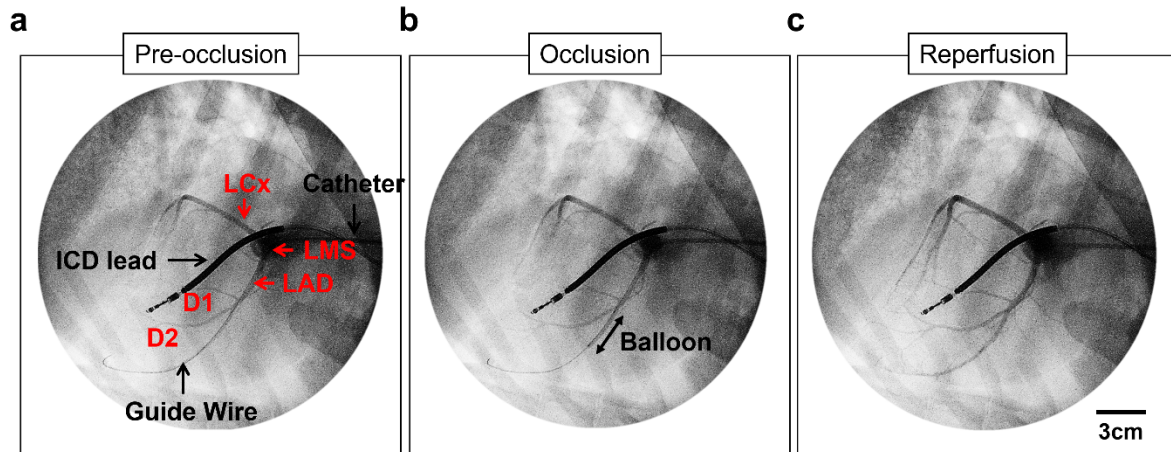 a
Pre-occlusion
LCx
Catheter
ICD lead
LMS
LAD
D1
D2
Guide Wire
b
Occlusion
Balloon
c
Reperfusion
3cm